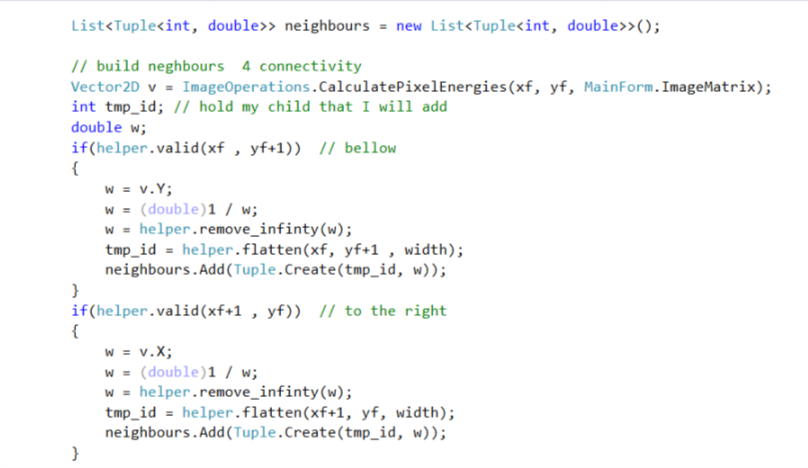 List<Tuple<int, double>> neighbours = new List<Tuple<int, double>>();
// build neghbours  4 connectivity
Vector2D v = ImageOperations.CalculatePixelEnergies(xf, yf, MainForm.ImageMatrix);
int tmp_id; // hold my child that I will add
double w;
if(helper.valid(xf , yf+1))  // bellow
{
    w = v.Y;
    w = (double)1 / w;
    w = helper.remove_infinty(w);
    tmp_id = helper.flatten(xf, yf+1 , width);
    neighbours.Add(Tuple.Create(tmp_id, w));
}
if(helper.valid(xf+1 , yf))  // to the right
{
    w = v.X;
    w = (double)1 / w;
    w = helper.remove_infinty(w);
    tmp_id = helper.flatten(xf+1, yf, width);
    neighbours.Add(Tuple.Create(tmp_id, w));
}